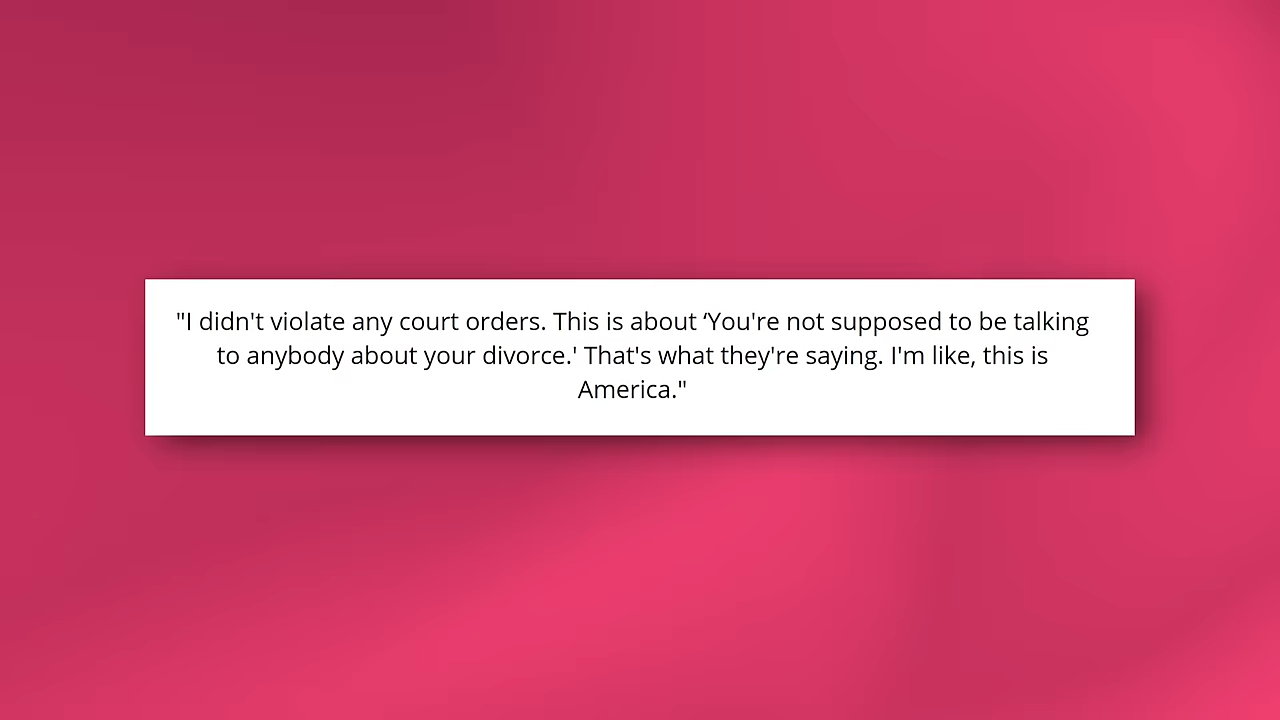 "I didn't violate any court orders. This is about ‘You're not supposed to be talking
to anybody about your divorce.' That's what they're saying. I'm like, this is
America."